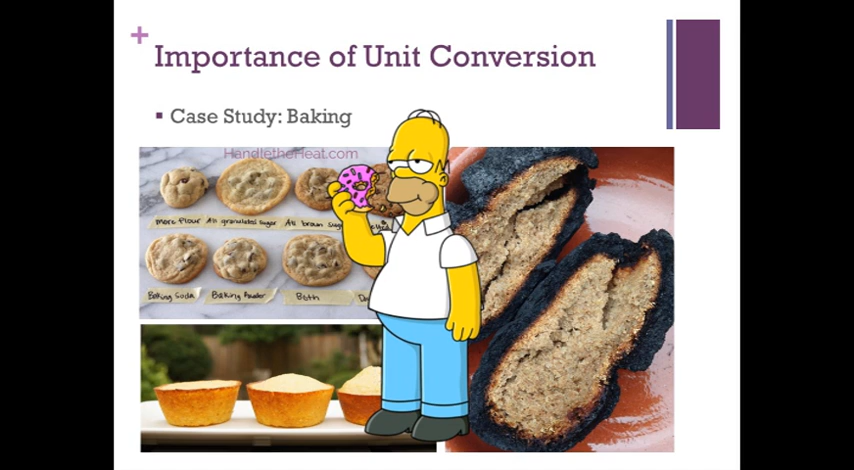 +
Importance of Unit Conversion
▪ Case Study: Baking
HandletheHeat.com
more flour All granulated sugar All brown
Baking Soda Baking Powder Both